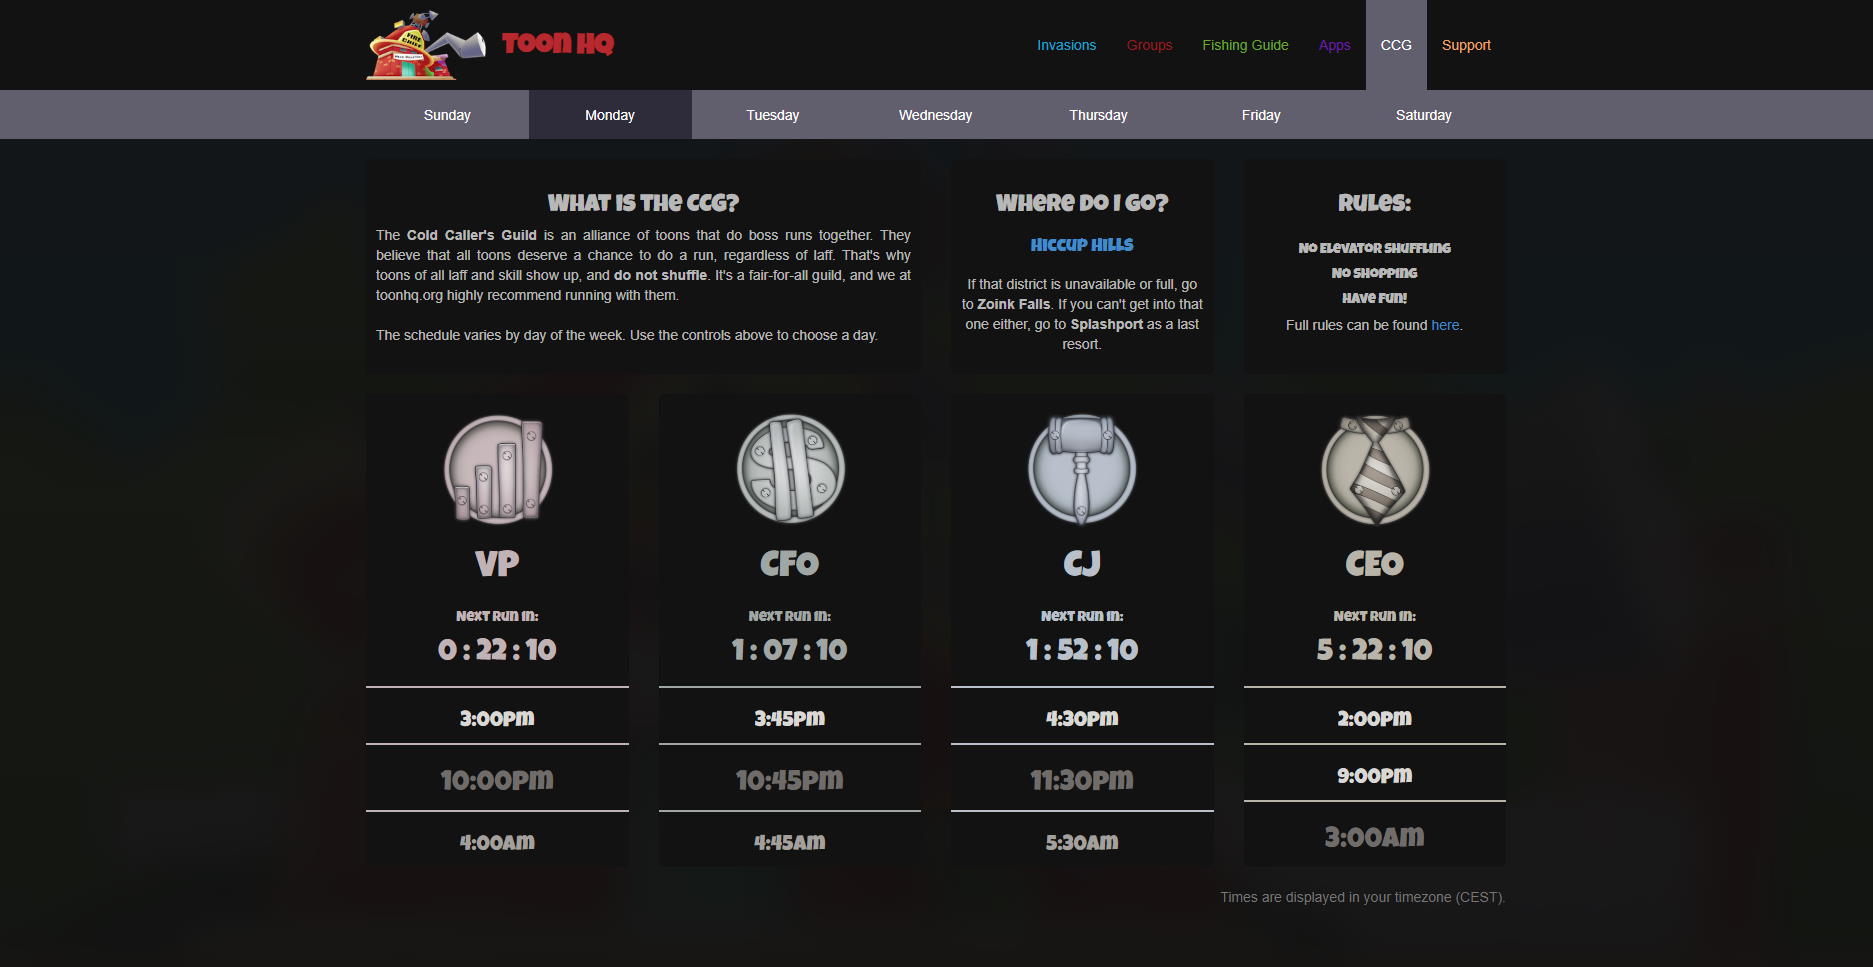 FIRE CHIEF
TOON HQ
Invasions
Groups
Fishing Guide
Apps
CCG
Support
Sunday
Monday
Tuesday
Wednesday
Thursday
Friday
Saturday
What is the CCG?
The Cold Caller's Guild is an alliance of toons that do boss runs together. They
believe that all toons deserve a chance to do a run, regardless of laff. That's why
toons of all laff and skill show up, and do not shuffle. It's a fair-for-all guild, and we at
toonhq.org highly recommend running with them.
The schedule varies by day of the week. Use the controls above to choose a day.
Where do I go?
Hiccup Hills
If that district is unavailable or full, go
to Zoink Falls. If you can't get into that
one either, go to Splashport as a last
resort.
Rules:
No Elevator Shuffling
No Shopping
Have fun!
Full rules can be found here.
VP
Next Run In:
0 : 22 : 10
3:00pm
10:00pm
4:00am
CFO
Next Run In:
1 : 07 : 10
3:45pm
10:45pm
4:45am
CJ
Next Run In:
1 : 52 : 10
4:30pm
11:30pm
5:30am
CEO
Next Run In:
5 : 22 : 10
2:00pm
9:00pm
3:00am
Times are displayed in your timezone (CEST).